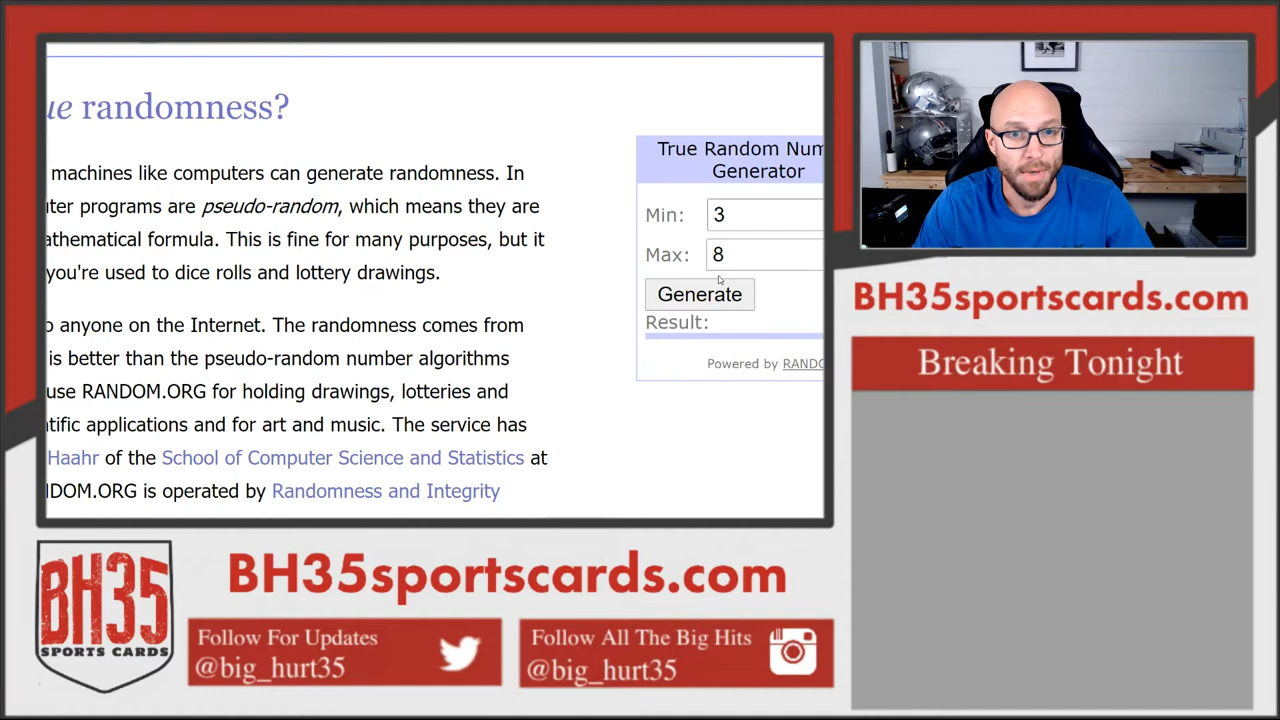 ue randomness?
machines like computers can generate randomness. In
ter programs are pseudo-random, which means they are
athematical formula. This is fine for many purposes, but it
you're used to dice rolls and lottery drawings.
o anyone on the Internet. The randomness comes from
is better than the pseudo-random number algorithms
use RANDOM.ORG for holding drawings, lotteries and
ntific applications and for art and music. The service has
Haahr of the School of Computer Science and Statistics at
DOM.ORG is operated by Randomness and Integrity
True Random Num
Generator
Min: 3
Max: 8
Generate
Result:
Powered by RANDO
BH35sportscards.com
Breaking Tonight
BH35
SPORTS CARDS
BH35sportscards.com
Follow For Updates
@big_hurt35
Follow All The Big Hits
@big_hurt35